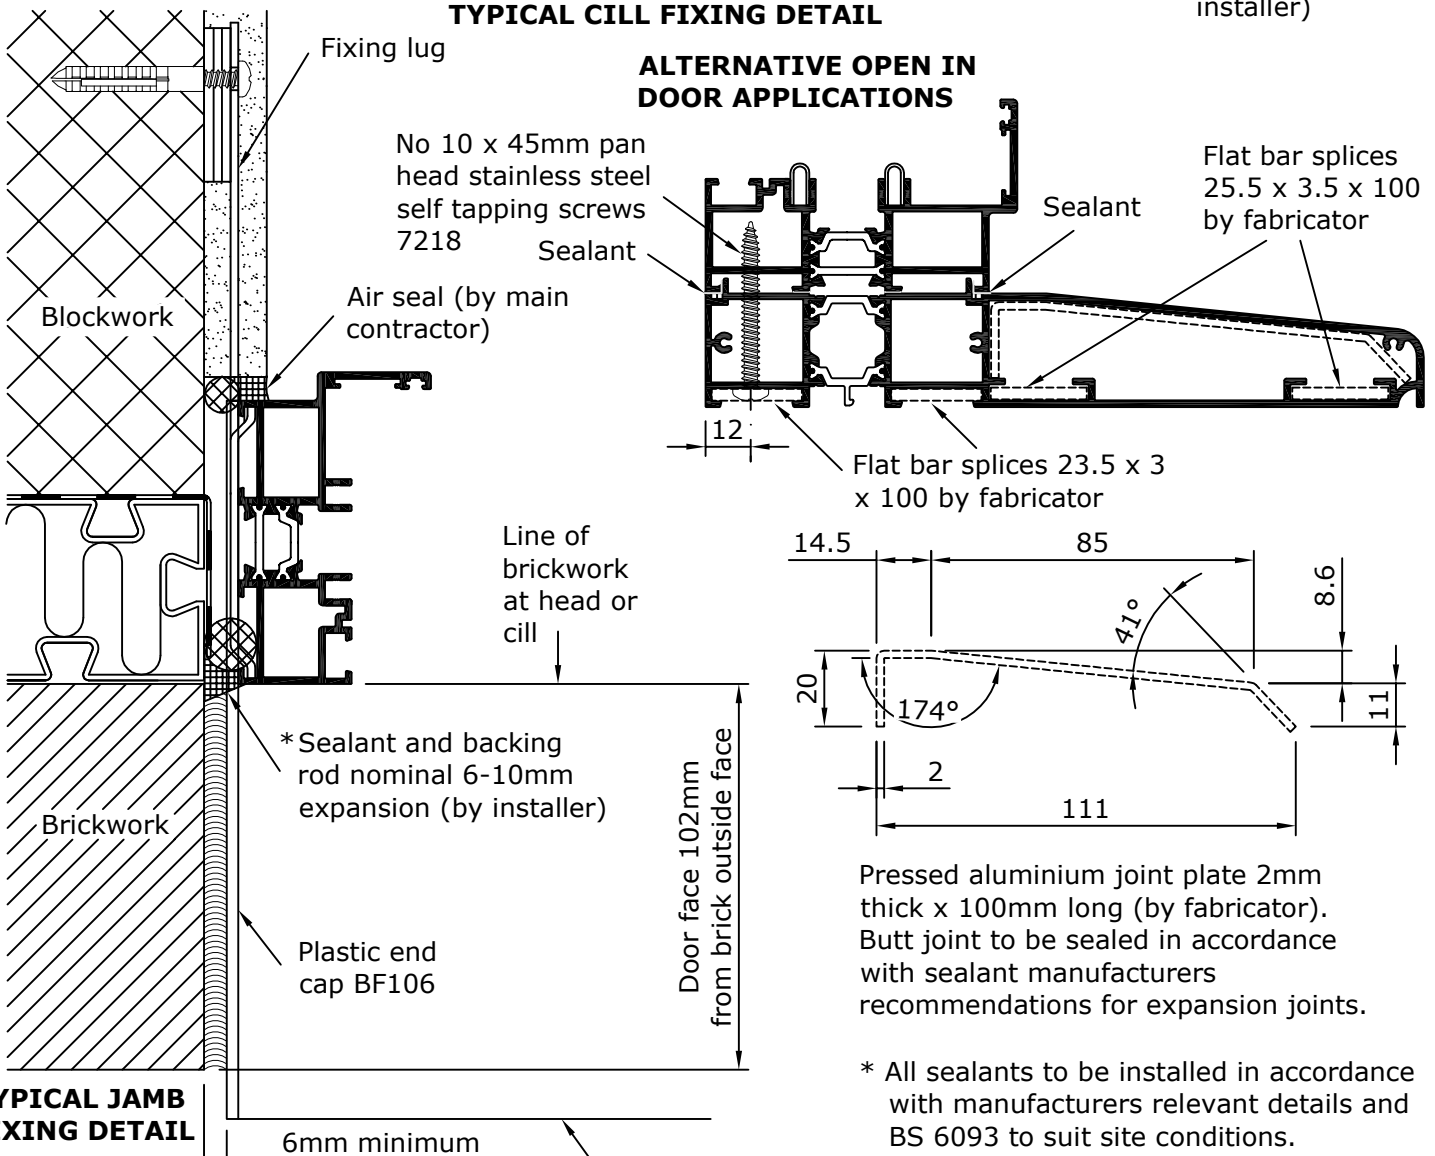 TYPICAL CILL FIXING DETAIL
installer)
Fixing lug
ALTERNATIVE OPEN IN
DOOR APPLICATIONS
No 10 x 45mm pan
head stainless steel
self tapping screws
7218
Sealant
Sealant
Flat bar splices
25.5 x 3.5 x 100
by fabricator
Air seal (by main
contractor)
Blockwork
12
Flat bar splices 23.5 x 3
x 100 by fabricator
Line of
brickwork
at head or
cill
14.5
85
8.6
41°
20
174°
11
2
111
*Sealant and backing
rod nominal 6-10mm
expansion (by installer)
Brickwork
Door face 102mm
from brick outside face
Plastic end
cap BF106
Pressed aluminium joint plate 2mm
thick x 100mm long (by fabricator).
Butt joint to be sealed in accordance
with sealant manufacturers
recommendations for expansion joints.
* All sealants to be installed in accordance
with manufacturers relevant details and
BS 6093 to suit site conditions.
YPICAL JAMB
XING DETAIL
6mm minimum